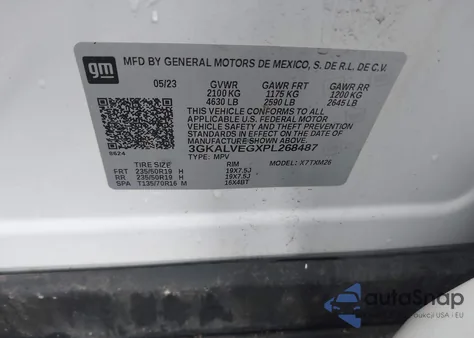 gm
MFD BY GENERAL MOTORS DE MEXICO, S. DE R.L. DE C.V.
05/23 GVWR GAWR FRT GAWR RR
2100 KG 1175 KG 1200 KG
4630 LB 2590 LB 2645 LB
THIS VEHICLE CONFORMS TO ALL
APPLICABLE U.S. FEDERAL MOTOR
VEHICLE SAFETY AND THEFT PREVENTION
STANDARDS IN EFFECT ON THE DATE OF
MANUFACTURE SHOWN ABOVE.
3GKALVEGXPL268487
TYPE: MPV MODEL: X7TXM26
TIRE SIZE RIM
FRT 235/50R19 H 19X7.5J
RR 235/50R19 H 19X7.5J
SPA T135/70R16 M 16X4BT
autoSnap